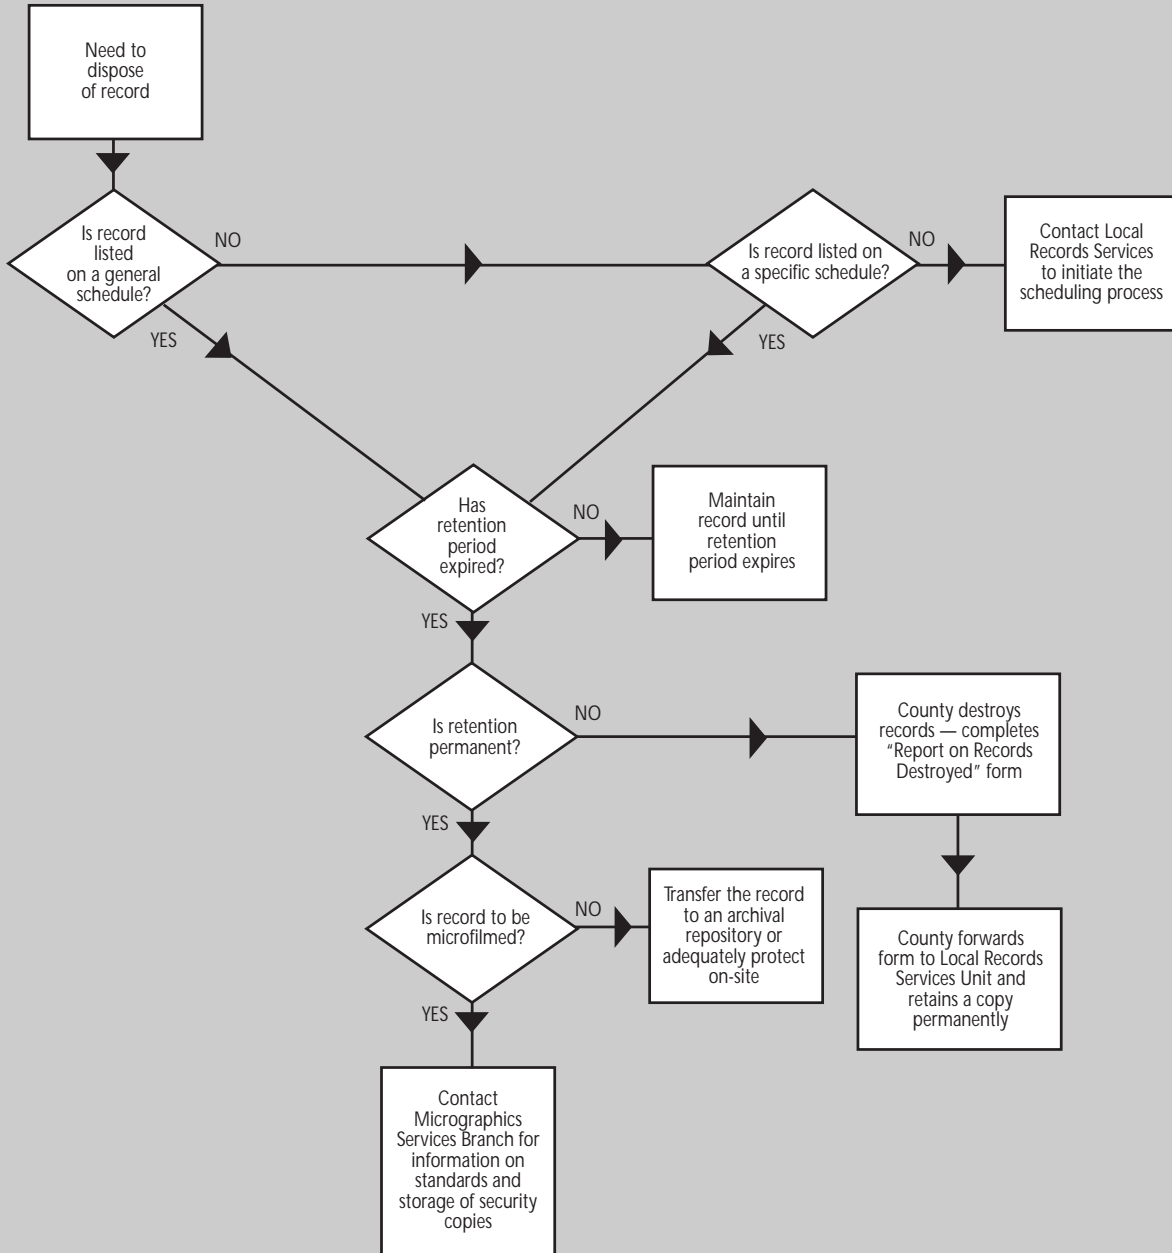 Need to
dispose
of record
Is record
listed
on a general
schedule?
NO
YES
Is record listed on
a specific schedule?
NO
YES
Contact Local
Records Services
to initiate the
scheduling process
Has
retention
period
expired?
NO
YES
Maintain
record until
retention
period expires
Is retention
permanent?
NO
YES
County destroys
records — completes
“Report on Records
Destroyed” form
Is record to be
microfilmed?
NO
YES
Transfer the record
to an archival
repository or
adequately protect
on-site
County forwards
form to Local Records
Services Unit and
retains a copy
permanently
Contact
Micrographics
Services Branch for
information on
standards and
storage of security
copies